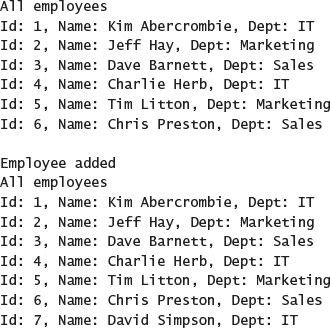 All employees
Id: 1, Name: Kim Abercrombie, Dept: IT
Id: 2, Name: Jeff Hay, Dept: Marketing
Id: 3, Name: Dave Barnett, Dept: Sales
Id: 4, Name: Charlie Herb, Dept: IT
Id: 5, Name: Tim Litton, Dept: Marketing
Id: 6, Name: Chris Preston, Dept: Sales

Employee added
All employees
Id: 1, Name: Kim Abercrombie, Dept: IT
Id: 2, Name: Jeff Hay, Dept: Marketing
Id: 3, Name: Dave Barnett, Dept: Sales
Id: 4, Name: Charlie Herb, Dept: IT
Id: 5, Name: Tim Litton, Dept: Marketing
Id: 6, Name: Chris Preston, Dept: Sales
Id: 7, Name: David Simpson, Dept: IT